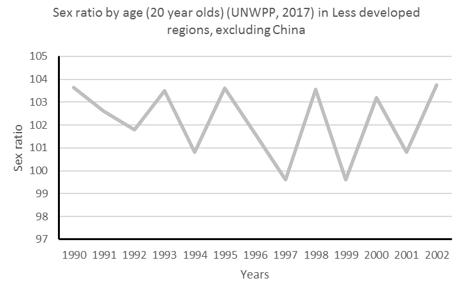 Sex ratio by age (20 year olds) (UNWPP, 2017) in Less developed
regions, excluding China
105
104
103
102
101
100
99
98
97
Sex ratio
1990 1991 1992 1993 1994 1995 1996 1997 1998 1999 2000 2001 2002
Years